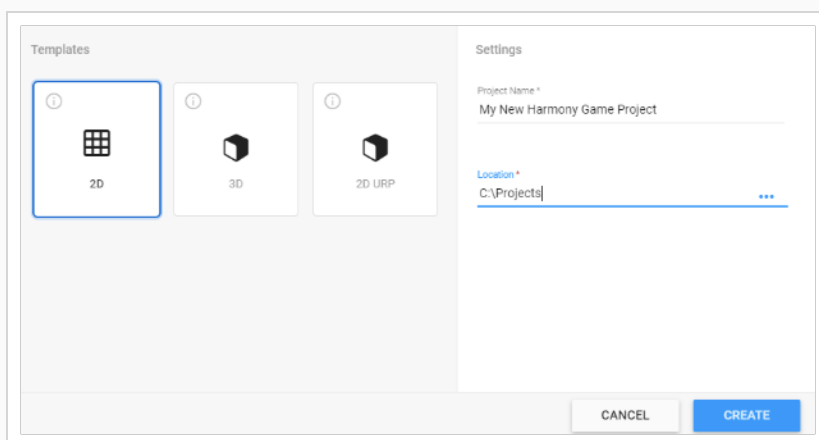 Templates
2D
3D
2D URP
Settings
Project Name *
My New Harmony Game Project
Location *
C:\Projects
CANCEL
CREATE